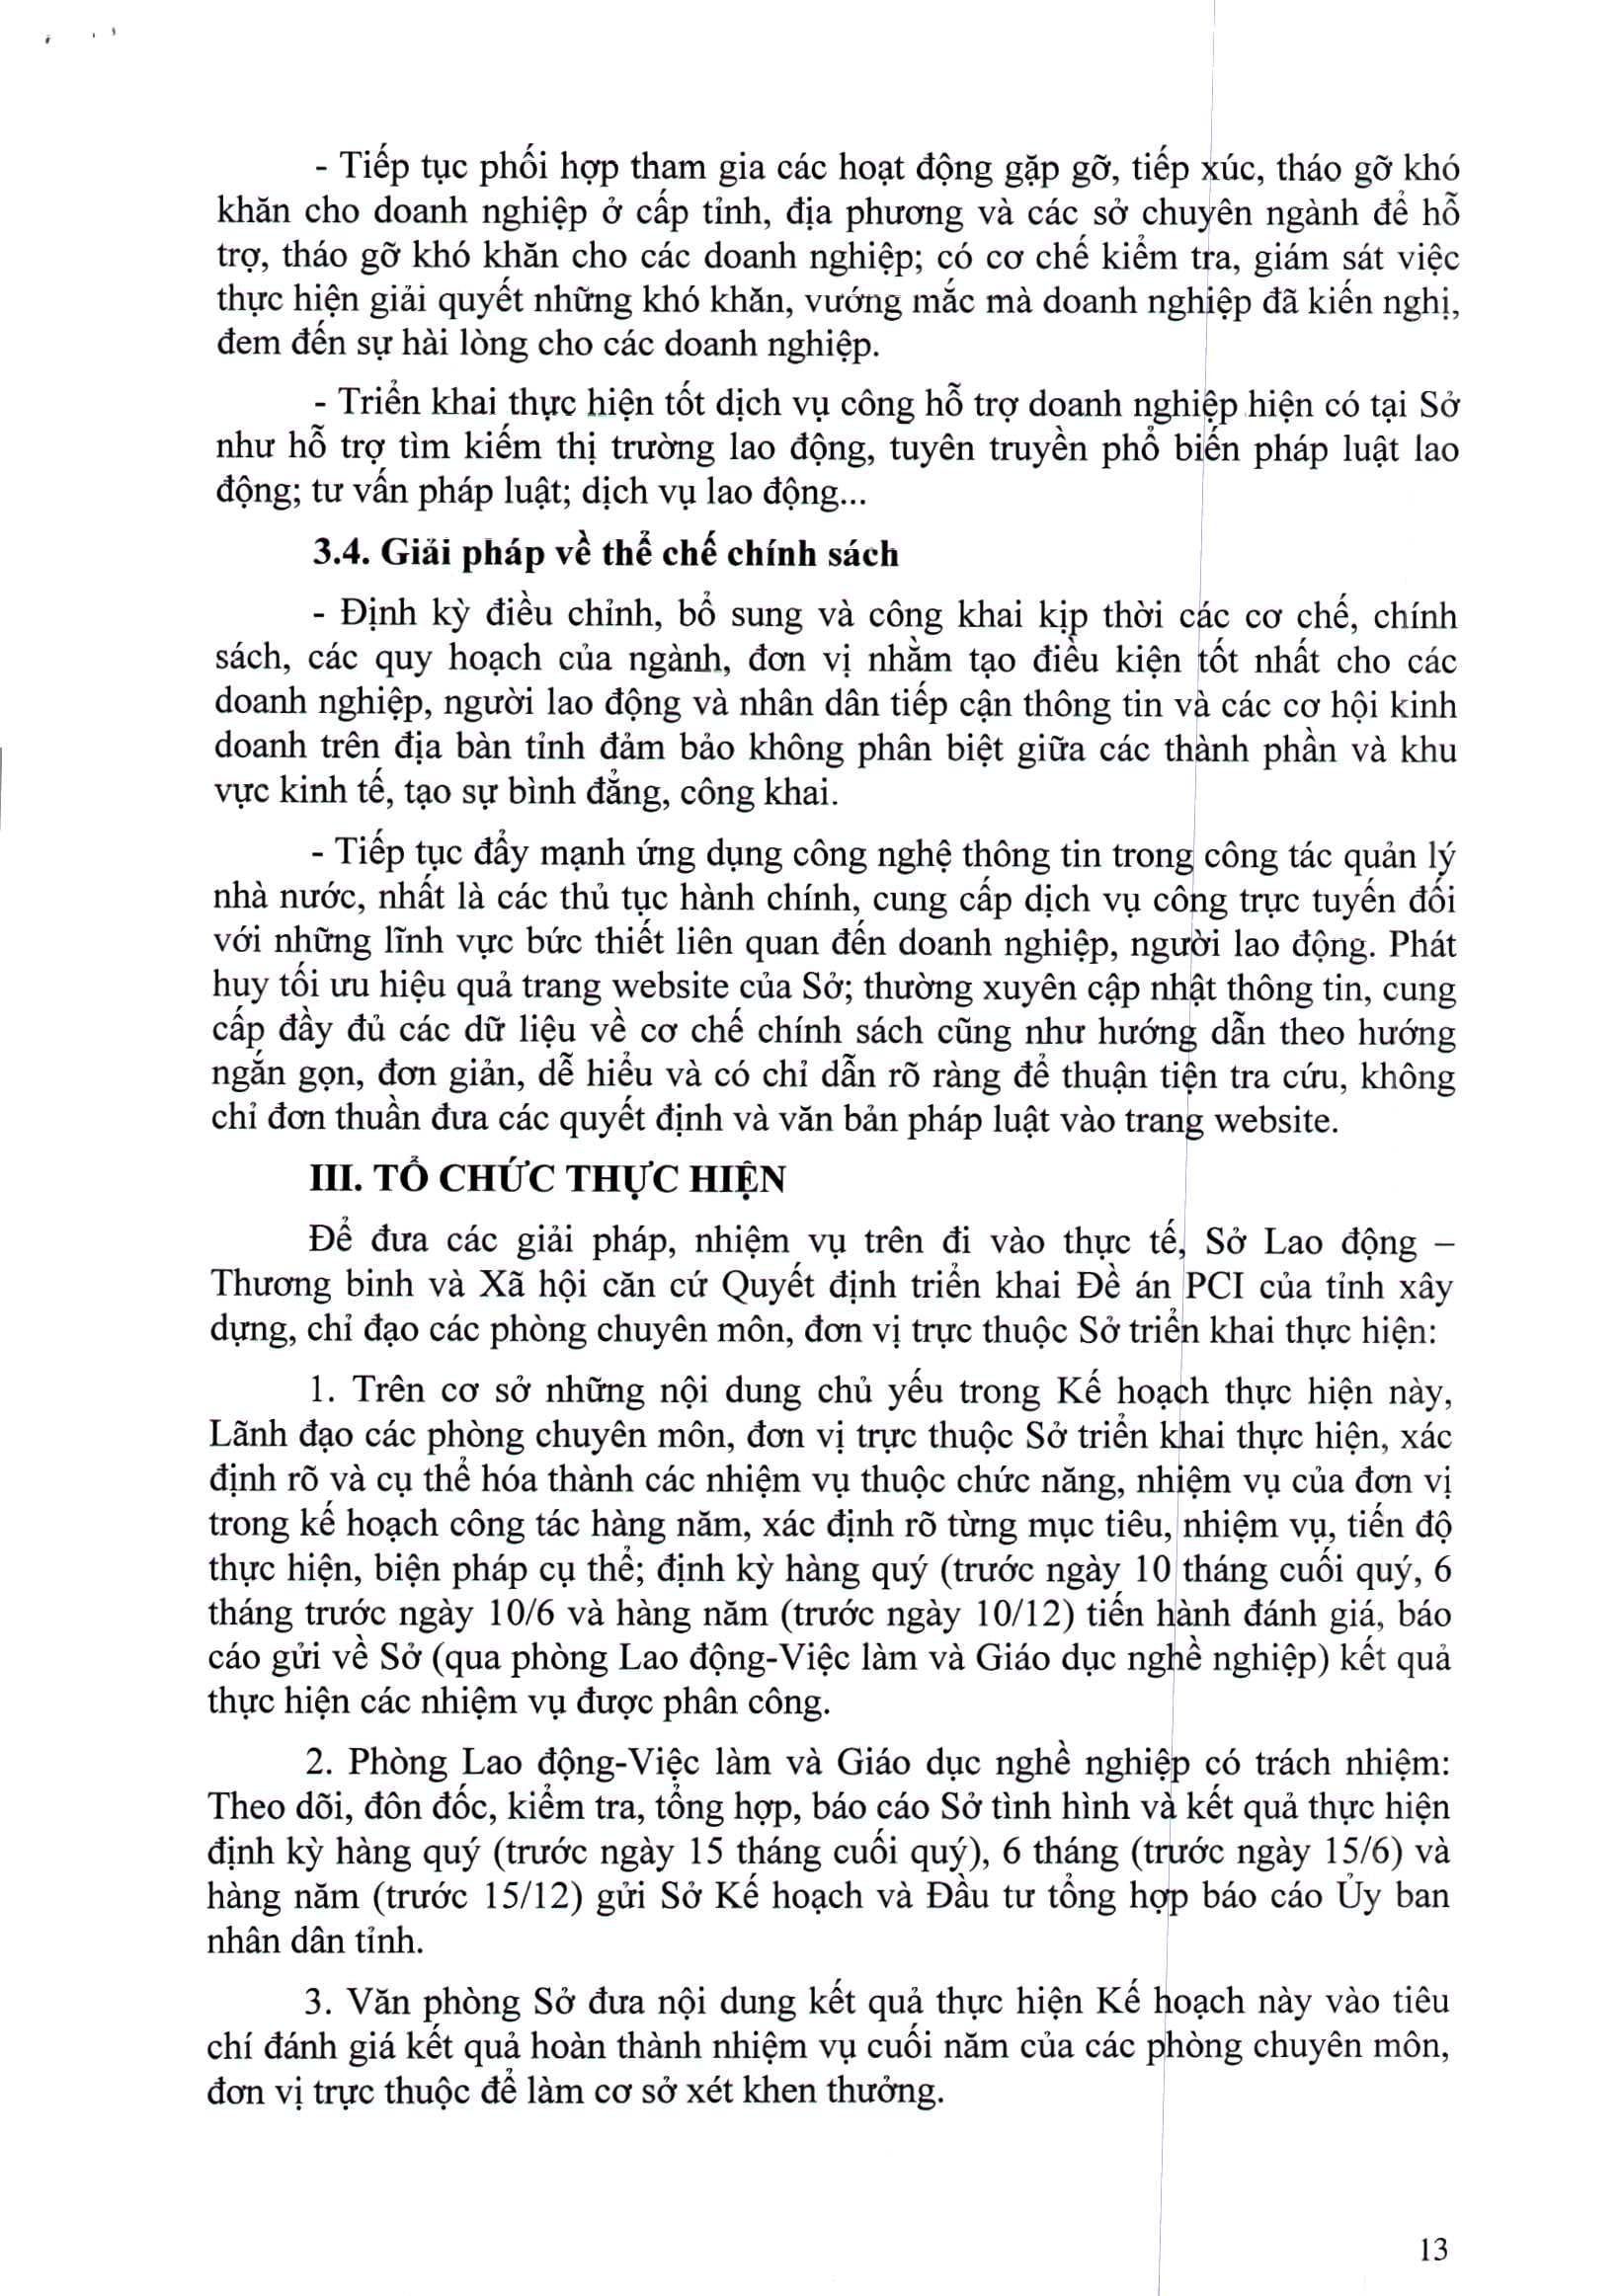 - Tiếp tục phối hợp tham gia các hoạt động gặp gỡ, tiếp xúc, tháo gỡ khó
khăn cho doanh nghiệp ở cấp tỉnh, địa phương và các sở chuyên ngành để hỗ
trợ, tháo gỡ khó khăn cho các doanh nghiệp; có cơ chế kiểm tra, giám sát việc
thực hiện giải quyết những khó khăn, vướng mắc mà doanh nghiệp đã kiến nghị,
đem đến sự hài lòng cho các doanh nghiệp.
- Triển khai thực hiện tốt dịch vụ công hỗ trợ doanh nghiệp hiện có tại Sở
như hỗ trợ tìm kiếm thị trường lao động, tuyên truyền phổ biến pháp luật lao
động; tư vấn pháp luật; dịch vụ lao động...
3.4. Giải pháp về thể chế chính sách
- Định kỳ điều chỉnh, bổ sung và công khai kịp thời các cơ chế, chính
sách, các quy hoạch của ngành, đơn vị nhằm tạo điều kiện tốt nhất cho các
doanh nghiệp, người lao động và nhân dân tiếp cận thông tin và các cơ hội kinh
doanh trên địa bàn tỉnh đảm bảo không phân biệt giữa các thành phần và khu
vực kinh tế, tạo sự bình đẳng, công khai.
- Tiếp tục đẩy mạnh ứng dụng công nghệ thông tin trong công tác quản lý
nhà nước, nhất là các thủ tục hành chính, cung cấp dịch vụ công trực tuyến đối
với những lĩnh vực bức thiết liên quan đến doanh nghiệp, người lao động. Phát
huy tối ưu hiệu quả trang website của Sở; thường xuyên cập nhật thông tin, cung
cấp đầy đủ các dữ liệu về cơ chế chính sách cũng như hướng dẫn theo hướng
ngắn gọn, đơn giản, dễ hiểu và có chỉ dẫn rõ ràng để thuận tiện tra cứu, không
chỉ đơn thuần đưa các quyết định và văn bản pháp luật vào trang website.
III. TỔ CHỨC THỰC HIỆN
Để đưa các giải pháp, nhiệm vụ trên đi vào thực tế, Sở Lao động –
Thương binh và Xã hội căn cứ Quyết định triển khai Đề án PCI của tỉnh xây
dựng, chỉ đạo các phòng chuyên môn, đơn vị trực thuộc Sở triển khai thực hiện:
1. Trên cơ sở những nội dung chủ yếu trong Kế hoạch thực hiện này,
Lãnh đạo các phòng chuyên môn, đơn vị trực thuộc Sở triển khai thực hiện, xác
định rõ và cụ thể hóa thành các nhiệm vụ thuộc chức năng, nhiệm vụ của đơn vị
trong kế hoạch công tác hàng năm, xác định rõ từng mục tiêu, nhiệm vụ, tiến độ
thực hiện, biện pháp cụ thể; định kỳ hàng quý (trước ngày 10 tháng cuối quý, 6
tháng trước ngày 10/6 và hàng năm (trước ngày 10/12) tiến hành đánh giá, báo
cáo gửi về Sở (qua phòng Lao động-Việc làm và Giáo dục nghề nghiệp) kết quả
thực hiện các nhiệm vụ được phân công.
2. Phòng Lao động-Việc làm và Giáo dục nghề nghiệp có trách nhiệm:
Theo dõi, đôn đốc, kiểm tra, tổng hợp, báo cáo Sở tình hình và kết quả thực hiện
định kỳ hàng quý (trước ngày 15 tháng cuối quý), 6 tháng (trước ngày 15/6) và
hàng năm (trước 15/12) gửi Sở Kế hoạch và Đầu tư tổng hợp báo cáo Ủy ban
nhân dân tỉnh.
3. Văn phòng Sở đưa nội dung kết quả thực hiện Kế hoạch này vào tiêu
chí đánh giá kết quả hoàn thành nhiệm vụ cuối năm của các phòng chuyên môn,
đơn vị trực thuộc để làm cơ sở xét khen thưởng.
13